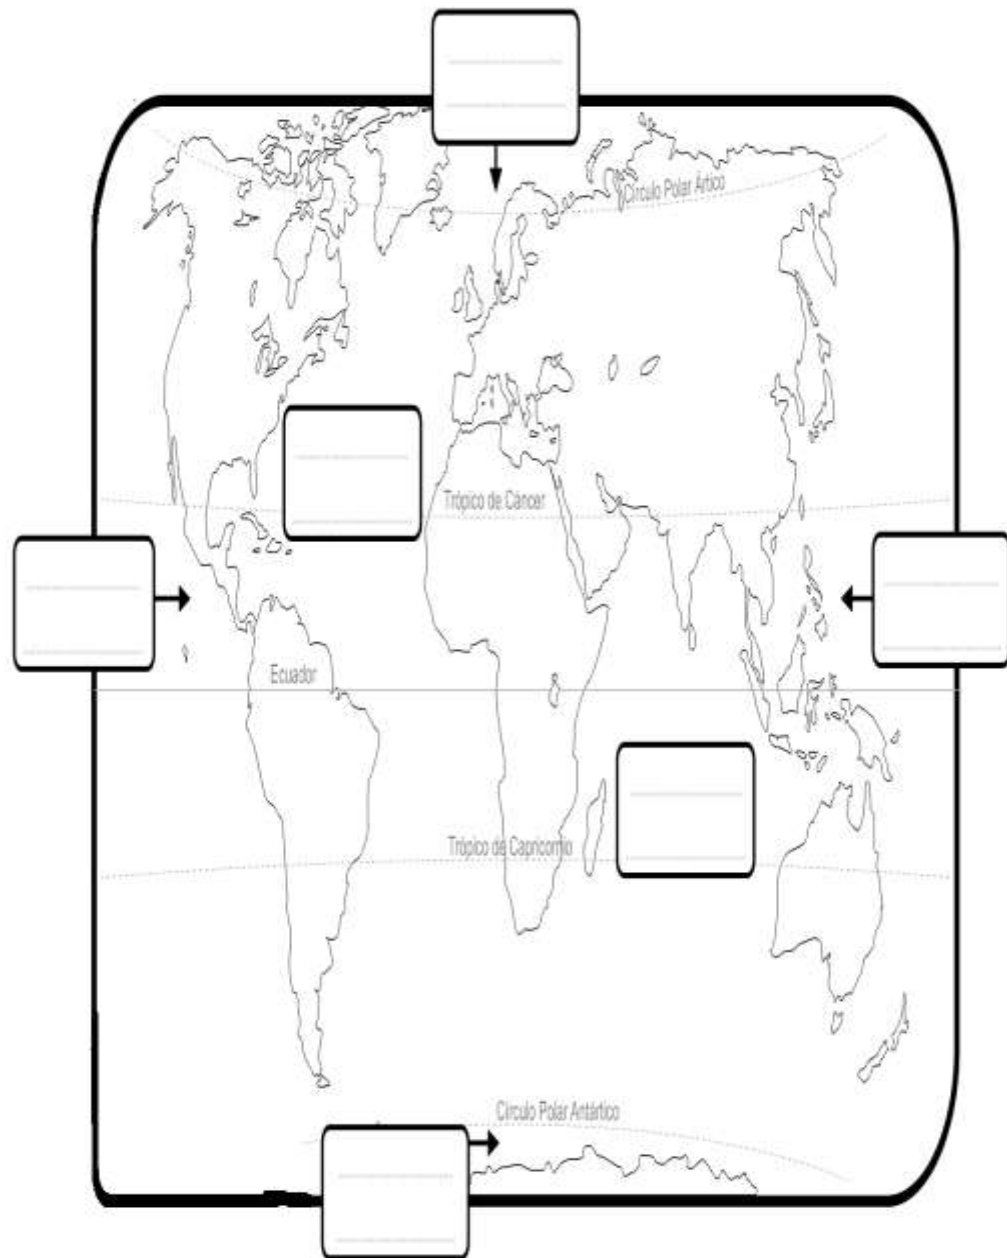 Círculo Polar Ártico
Trópico de Cáncer
Ecuador
Trópico de Capricornio
Círculo Polar Antártico